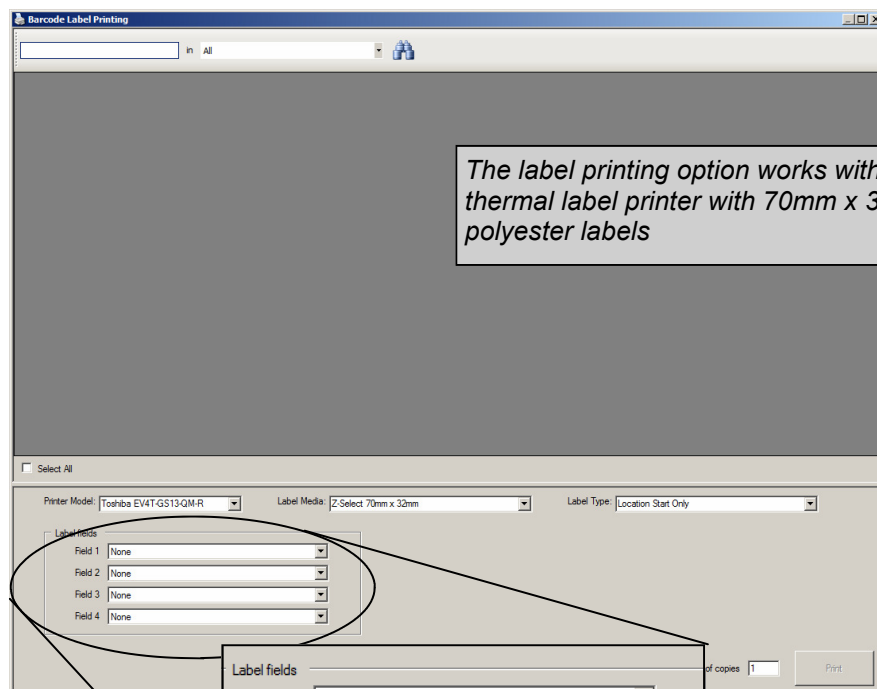 Barcode Label Printing
in All
The label printing option works with
thermal label printer with 70mm x 3
polyester labels
Select All
Printer Model: Toshiba EV4T-GS13-QM-R Label Media: Z-Select 70mm x 32mm Label Type: Location Start Only
Label fields
Field 1 None
Field 2 None
Field 3 None
Field 4 None
Label fields
of copies 1 Print